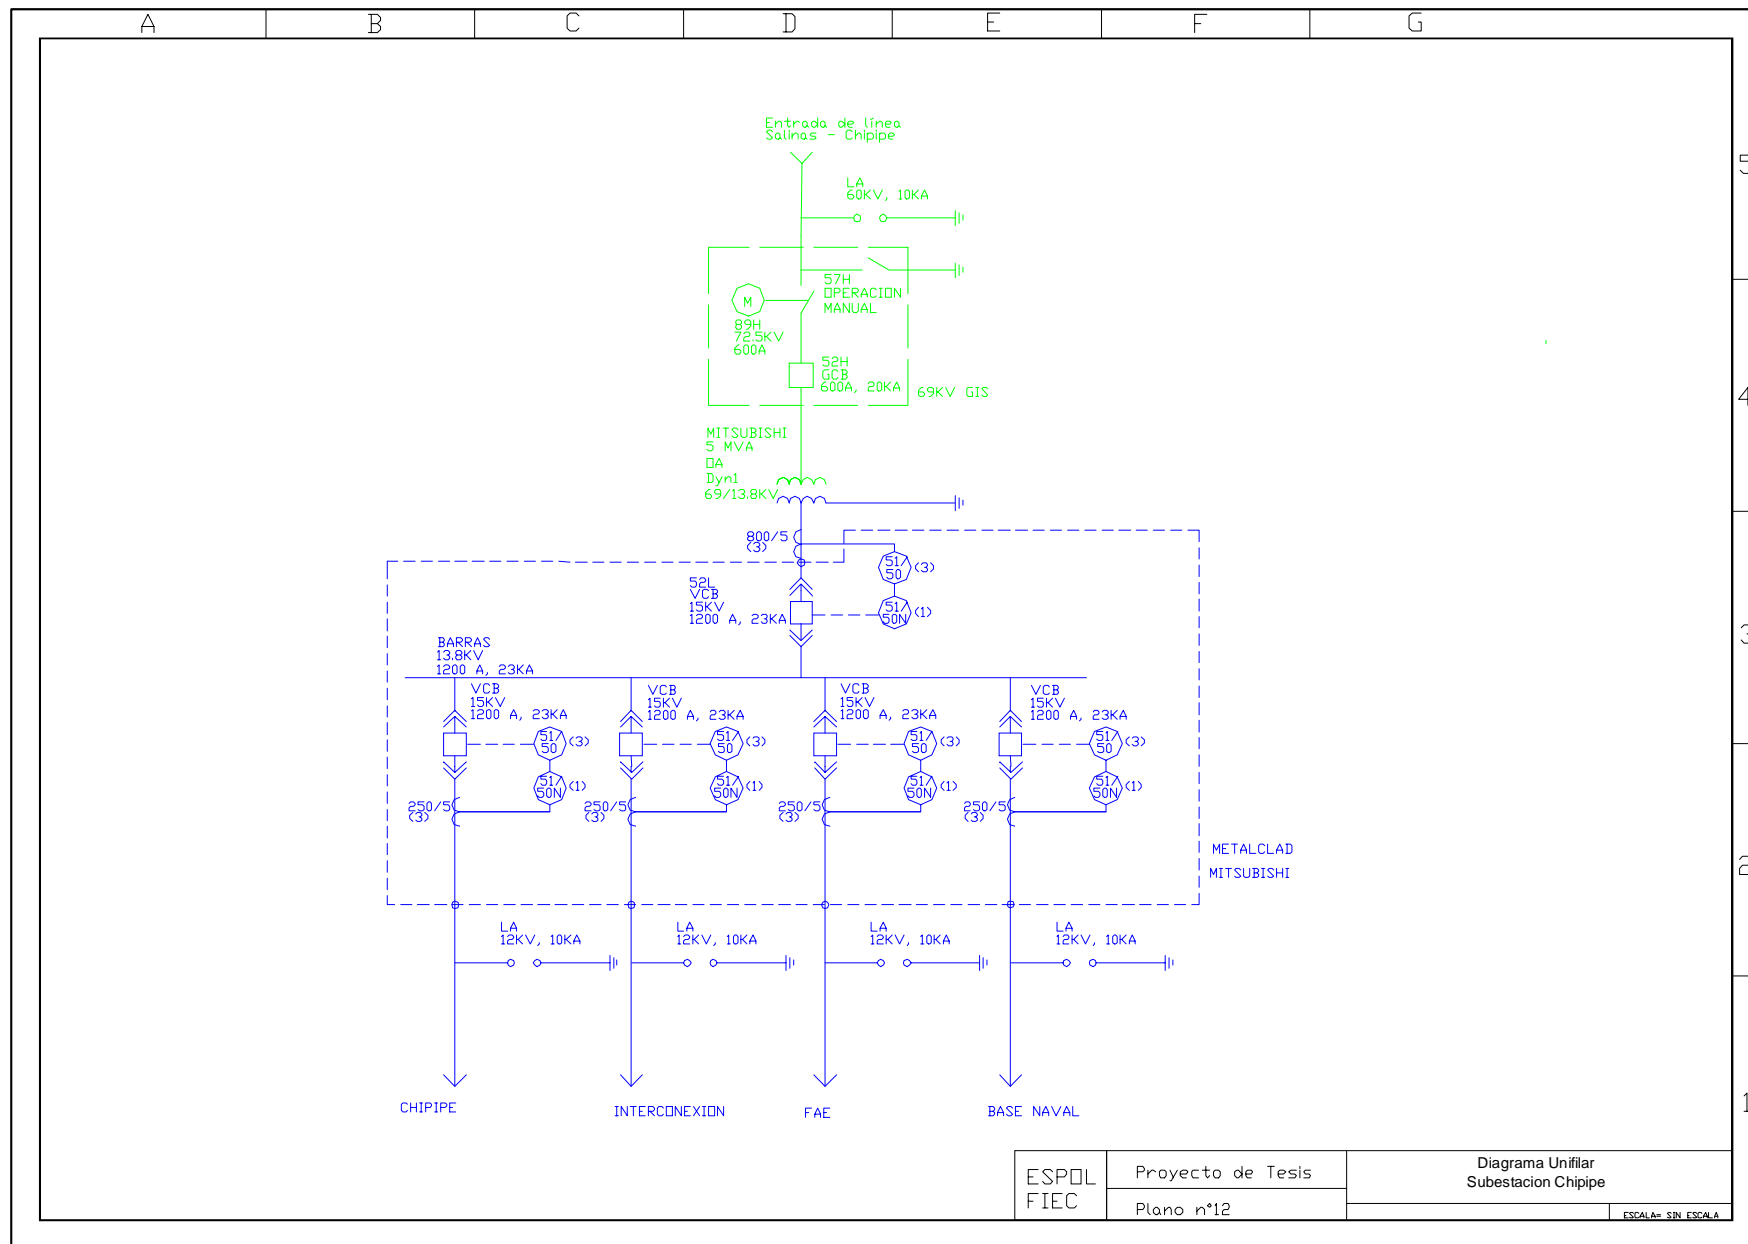 A B C D E F G
5
4
3
2
1
Entrada de línea
Salinas - Chipipe
LA
60KV, 10KA
57H
OPERACION
MANUAL
M
89H
72.5KV
600A
52H
GCB
600A, 20KA
69KV GIS
MITSUBISHI
5 MVA
OA
Dyn1
69/13.8KV
800/5
(3)
51/
50
(3)
51/
50N
(1)
52L
VCB
15KV
1200 A, 23KA
BARRAS
13.8KV
1200 A, 23KA
VCB
15KV
1200 A, 23KA
51/
50
(3)
51/
50N
(1)
250/5
(3)
VCB
15KV
1200 A, 23KA
51/
50
(3)
51/
50N
(1)
250/5
(3)
VCB
15KV
1200 A, 23KA
51/
50
(3)
51/
50N
(1)
250/5
(3)
VCB
15KV
1200 A, 23KA
51/
50
(3)
51/
50N
(1)
250/5
(3)
METALCLAD
MITSUBISHI
LA
12KV, 10KA
LA
12KV, 10KA
LA
12KV, 10KA
LA
12KV, 10KA
CHIPIPE
INTERCONEXION
FAE
BASE NAVAL
ESPOL
FIEC
Proyecto de Tesis
Plano n°12
Diagrama Unifilar
Subestacion Chipipe
ESCALA= SIN ESCALA